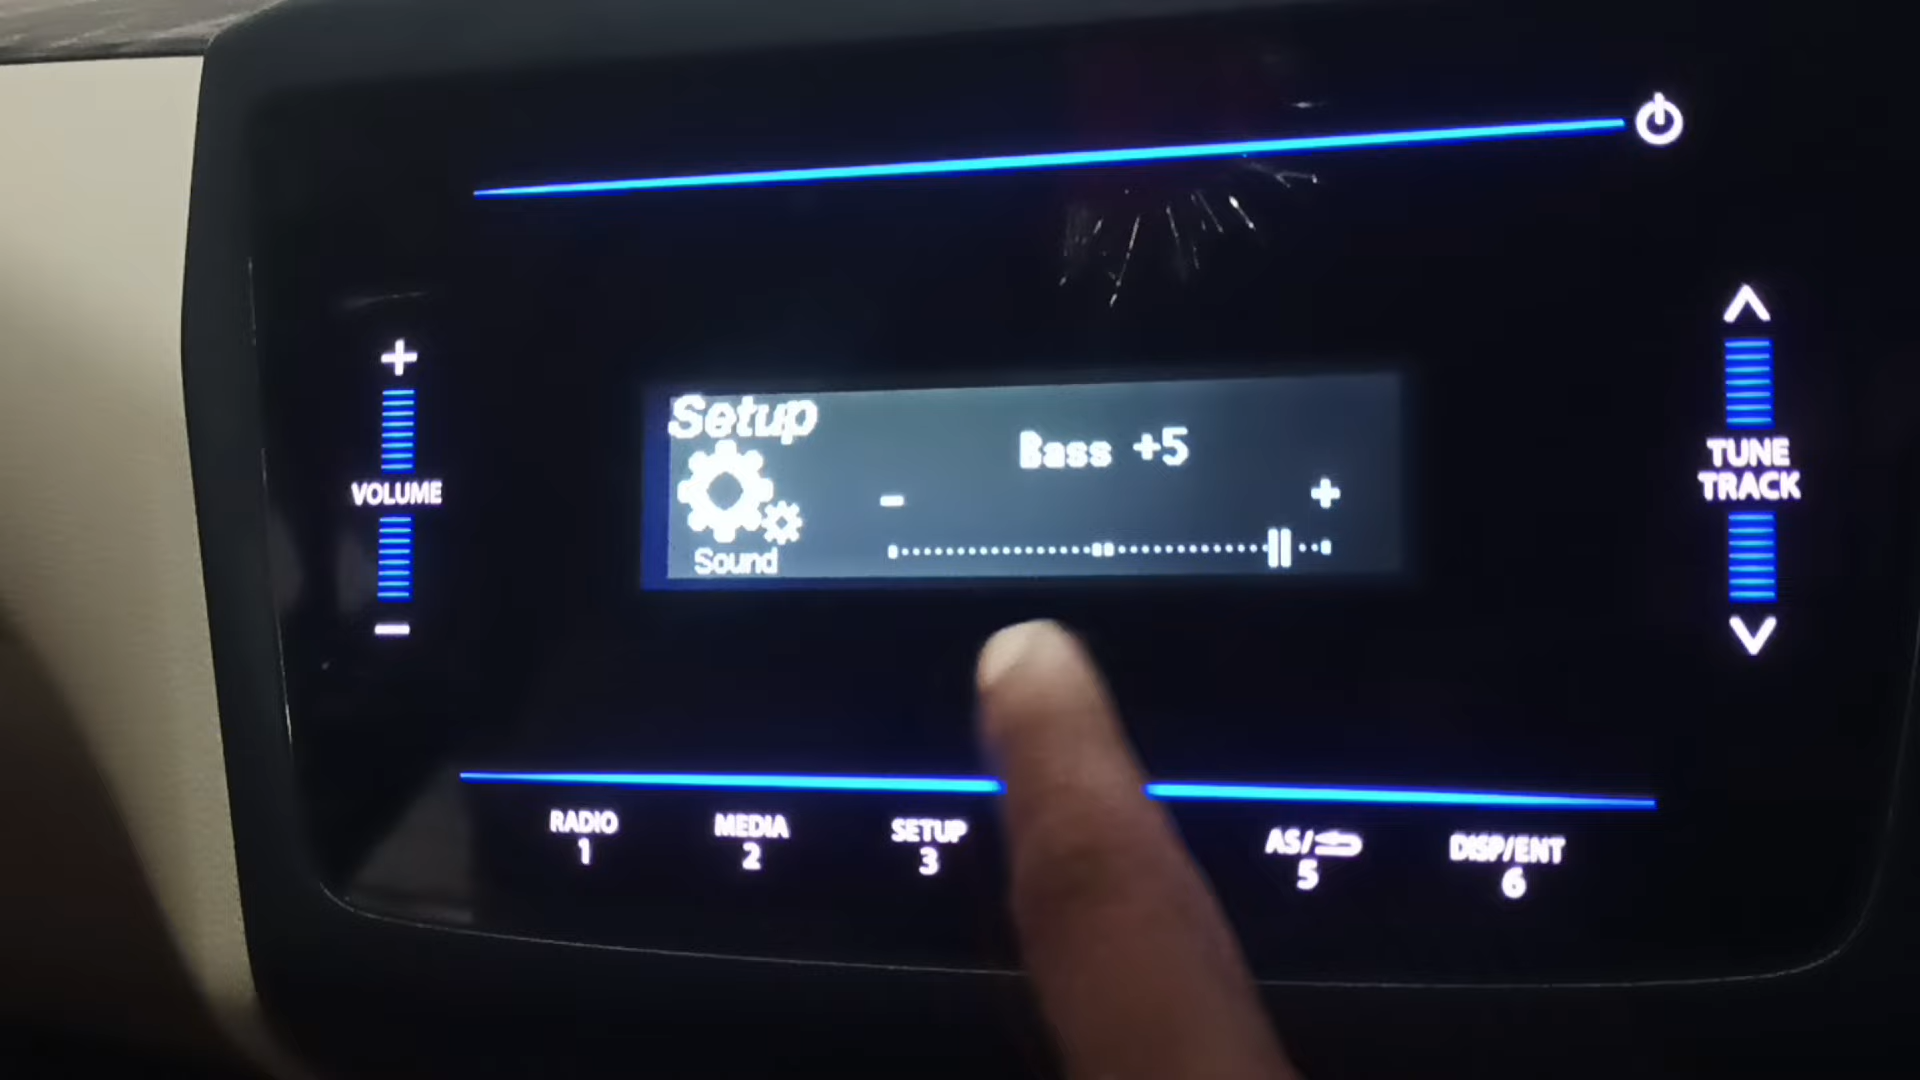 +
VOLUME
-
Setup
Sound
Bass +5
- +
TUNE
TRACK
RADIO
1
MEDIA
2
SETUP
3
AS/
5
DISP/ENT
6